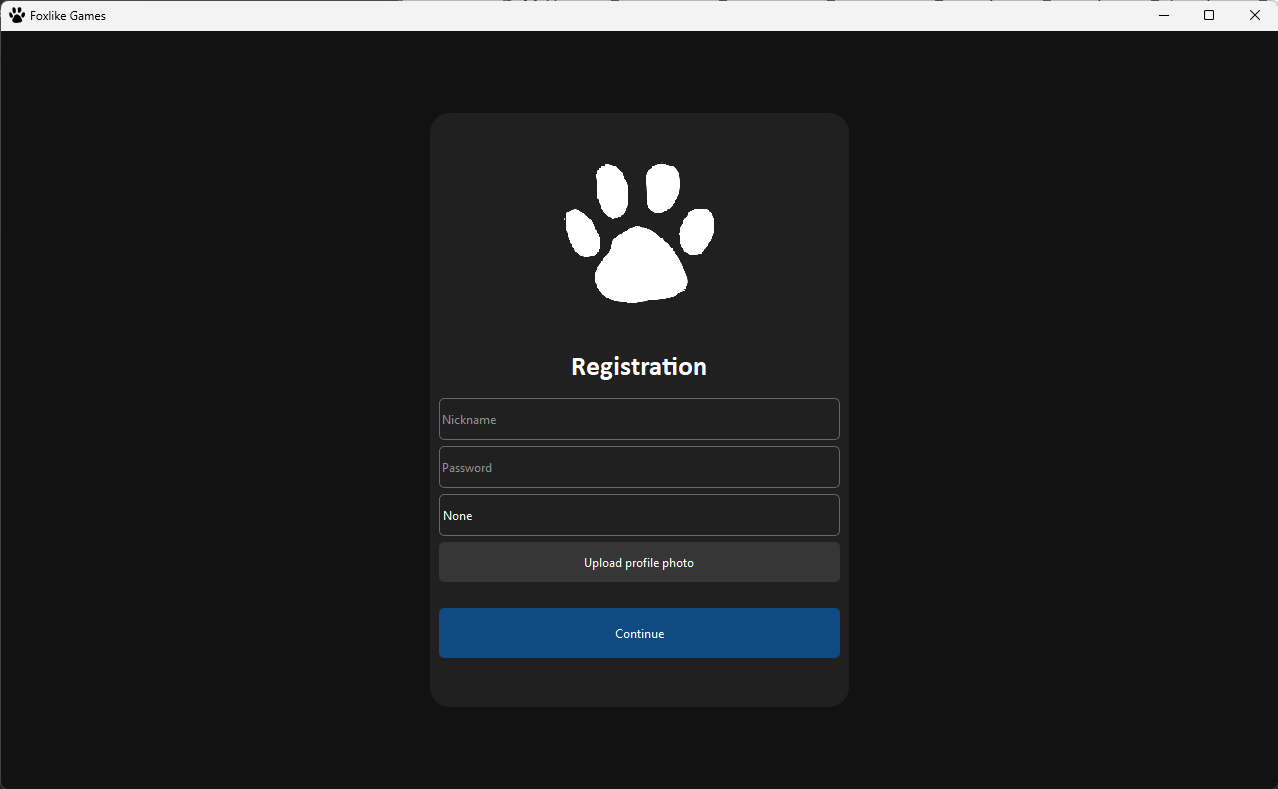 Foxlike Games
Registration
Nickname
Password
None
Upload profile photo
Continue